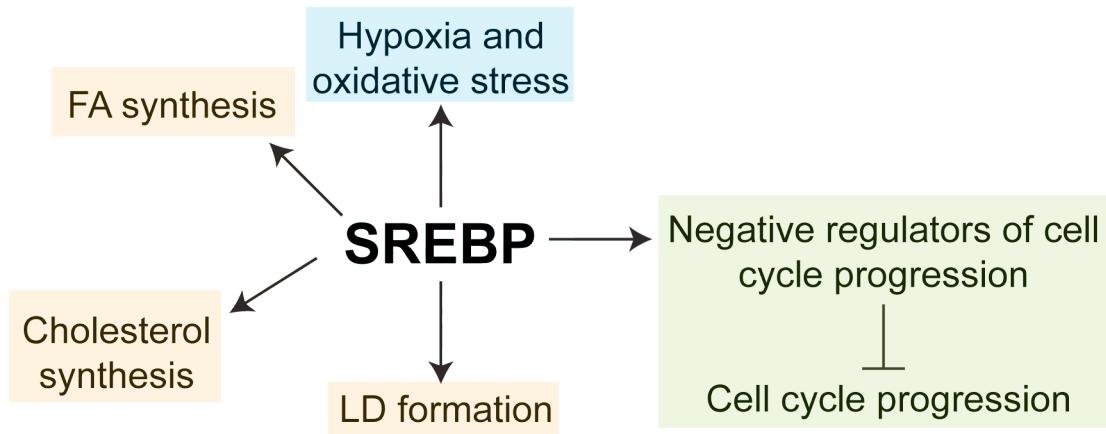 Hypoxia and
oxidative stress
FA synthesis
SREBP
Negative regulators of cell
cycle progression
Cholesterol
synthesis
LD formation
Cell cycle progression